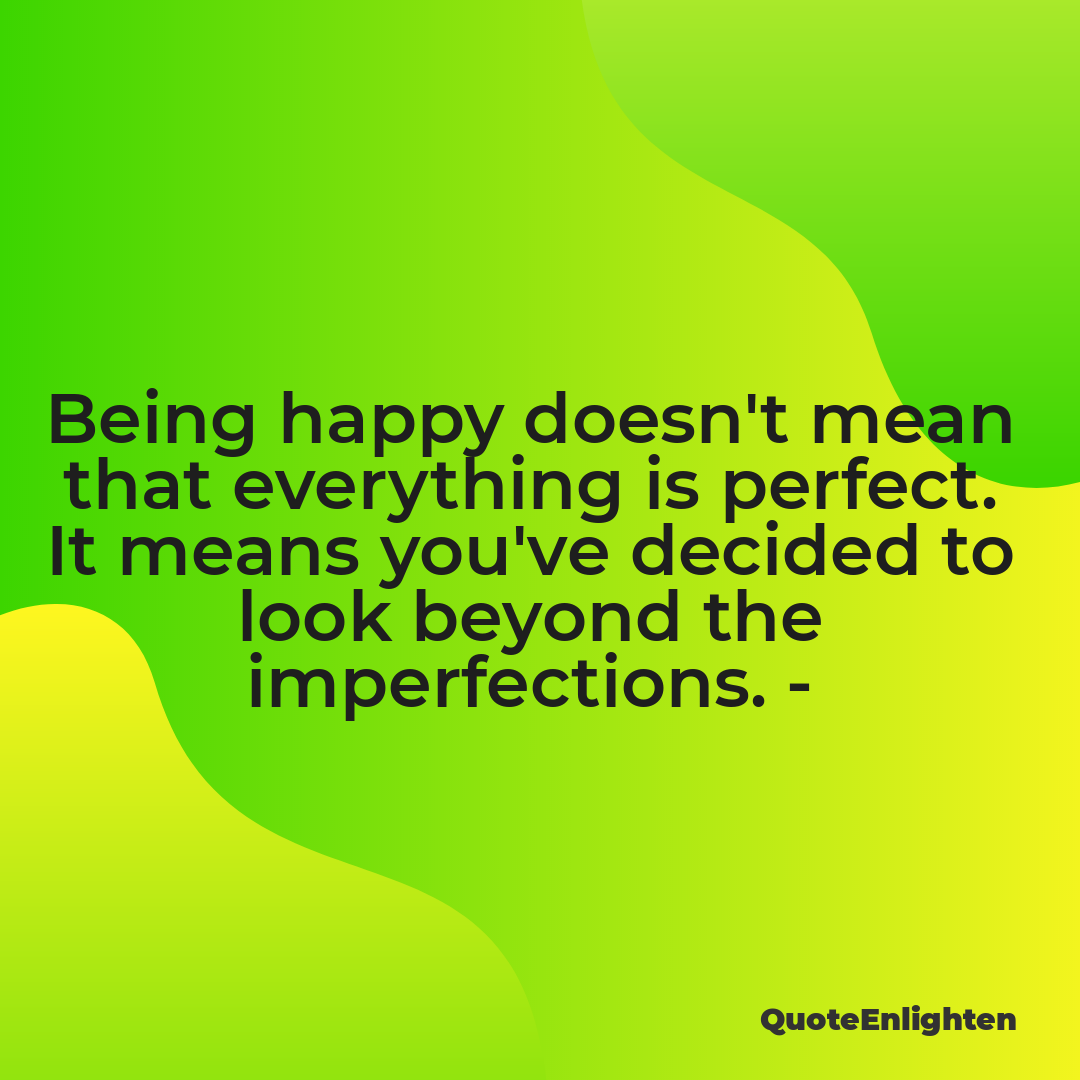 Being happy doesn't mean
that everything is perfect.
It means you've decided to
look beyond the
imperfections. -
QuoteEnlighten